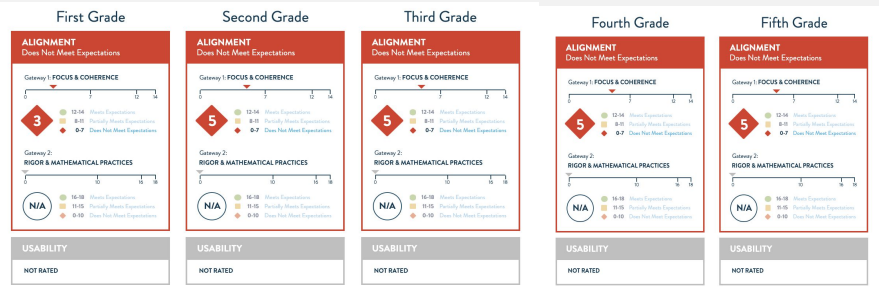 First Grade
ALIGNMENT
Does Not Meet Expectations
Gateway 1: FOCUS & COHERENCE
0 7 12 14
3
12-14 Meets Expectations
8-11 Partially Meets Expectations
0-7 Does Not Meet Expectations
Gateway 2:
RIGOR & MATHEMATICAL PRACTICES
0 10 16 18
N/A
16-18 Meets Expectations
11-15 Partially Meets Expectations
0-10 Does Not Meet Expectations
USABILITY
NOT RATED
Second Grade
ALIGNMENT
Does Not Meet Expectations
Gateway 1: FOCUS & COHERENCE
0 7 12 14
5
12-14 Meets Expectations
8-11 Partially Meets Expectations
0-7 Does Not Meet Expectations
Gateway 2:
RIGOR & MATHEMATICAL PRACTICES
0 10 16 18
N/A
16-18 Meets Expectations
11-15 Partially Meets Expectations
0-10 Does Not Meet Expectations
USABILITY
NOT RATED
Third Grade
ALIGNMENT
Does Not Meet Expectations
Gateway 1: FOCUS & COHERENCE
0 7 12 14
5
12-14 Meets Expectations
8-11 Partially Meets Expectations
0-7 Does Not Meet Expectations
Gateway 2:
RIGOR & MATHEMATICAL PRACTICES
0 10 16 18
N/A
16-18 Meets Expectations
11-15 Partially Meets Expectations
0-10 Does Not Meet Expectations
USABILITY
NOT RATED
Fourth Grade
ALIGNMENT
Does Not Meet Expectations
Gateway 1: FOCUS & COHERENCE
0 7 12 14
5
12-14 Meets Expectations
8-11 Partially Meets Expectations
0-7 Does Not Meet Expectations
Gateway 2:
RIGOR & MATHEMATICAL PRACTICES
0 10 16 18
N/A
16-18 Meets Expectations
11-15 Partially Meets Expectations
0-10 Does Not Meet Expectations
USABILITY
NOT RATED
Fifth Grade
ALIGNMENT
Does Not Meet Expectations
Gateway 1: FOCUS & COHERENCE
0 7 12 14
5
12-14 Meets Expectations
8-11 Partially Meets Expectations
0-7 Does Not Meet Expectations
Gateway 2:
RIGOR & MATHEMATICAL PRACTICES
0 10 16 18
N/A
16-18 Meets Expectations
11-15 Partially Meets Expectations
0-10 Does Not Meet Expectations
USABILITY
NOT RATED